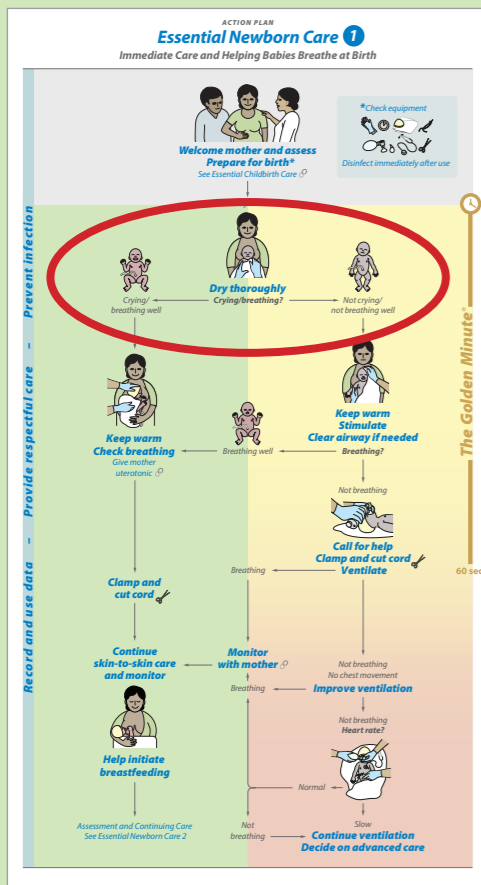 ACTION PLAN
Essential Newborn Care 1
Immediate Care and Helping Babies Breathe at Birth
*Check equipment
Disinfect immediately after use
Welcome mother and assess
Prepare for birth*
See Essential Childbirth Care
Prevent infection
Provide respectful care –
Record and use data –
The Golden Minute®
60 sec
Dry thoroughly
Crying/breathing?
Crying/
breathing well
Not crying/
not breathing well
Keep warm
Check breathing
Give mother
uterotonic
Keep warm
Stimulate
Clear airway if needed
Breathing?
Breathing well
Not breathing
Call for help
Clamp and cut cord
Ventilate
Breathing
Clamp and
cut cord
Continue
skin-to-skin care
and monitor
Monitor
with mother
Not breathing
No chest movement
Breathing
Improve ventilation
Not breathing
Heart rate?
Help initiate
breastfeeding
Normal
Assessment and Continuing Care
See Essential Newborn Care 2
Not
breathing
Slow
Continue ventilation
Decide on advanced care